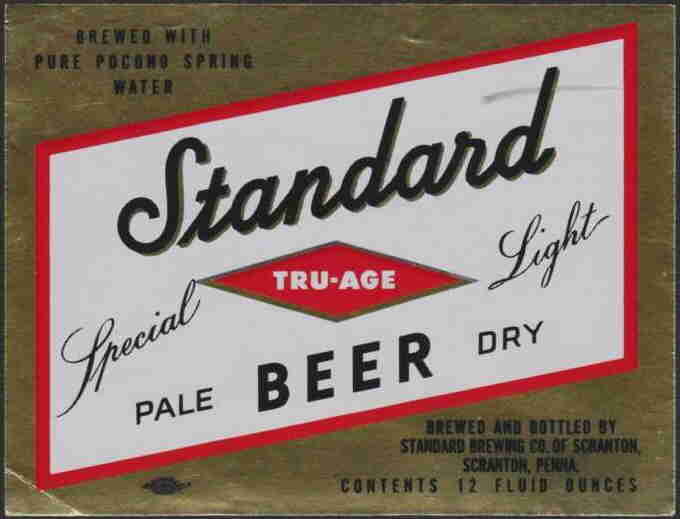 BREWED WITH
PURE POCONO SPRING
WATER
Standard
TRU-AGE
Special Light
PALE BEER DRY
BREWED AND BOTTLED BY
STANDARD BREWING CO. OF SCRANTON,
SCRANTON, PENNA.
CONTENTS 12 FLUID OUNCES